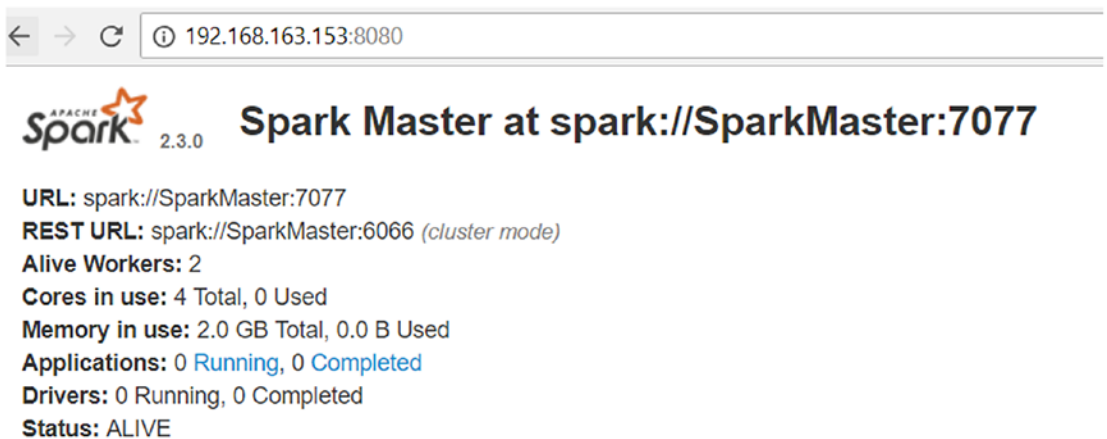 192.168.163.153:8080
APACHE
Spark 2.3.0 Spark Master at spark://SparkMaster:7077
URL: spark://SparkMaster:7077
REST URL: spark://SparkMaster:6066 (cluster mode)
Alive Workers: 2
Cores in use: 4 Total, 0 Used
Memory in use: 2.0 GB Total, 0.0 B Used
Applications: 0 Running, 0 Completed
Drivers: 0 Running, 0 Completed
Status: ALIVE